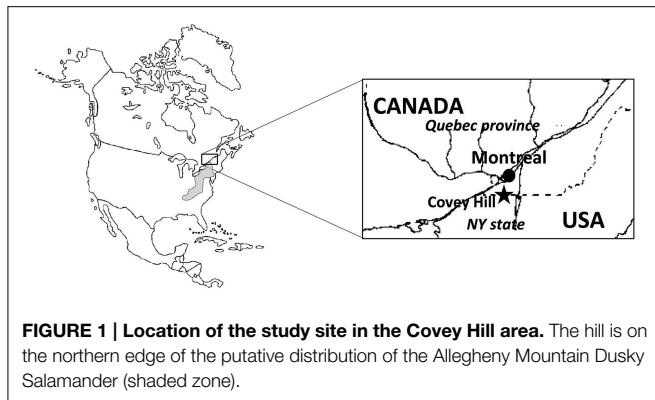 CANADA
Quebec province
Montreal
Covey Hill
NY state
USA
FIGURE 1 | Location of the study site in the Covey Hill area. The hill is on
the northern edge of the putative distribution of the Allegheny Mountain Dusky
Salamander (shaded zone).